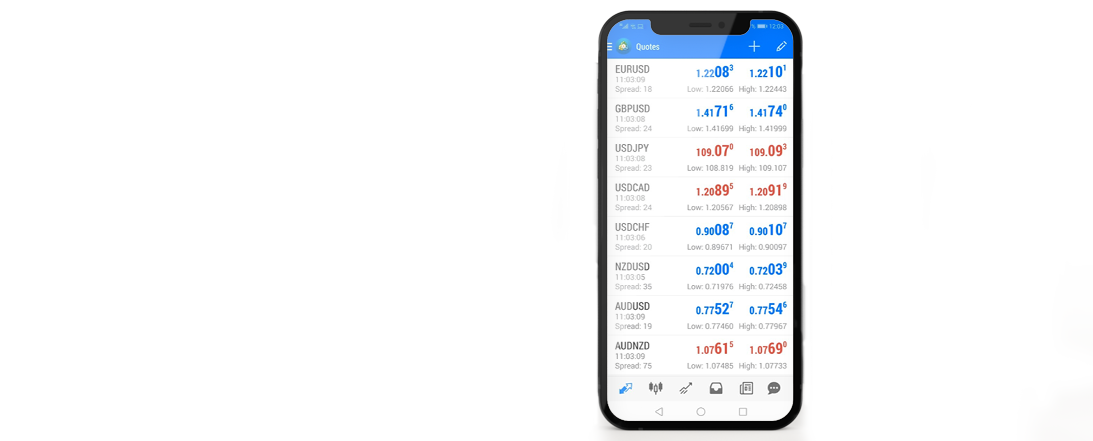 12:03
Quotes
EURUSD 1.22083 1.22101
11:03:09
Spread: 18 Low: 1.22066 High: 1.22443
GBPUSD 1.41716 1.41740
11:03:08
Spread: 24 Low: 1.41699 High: 1.41999
USDJPY 109.070 109.093
11:03:08
Spread: 23 Low: 108.819 High: 109.107
USDCAD 1.20895 1.20919
11:03:08
Spread: 24 Low: 1.20567 High: 1.20898
USDCHF 0.90087 0.90107
11:03:06
Spread: 20 Low: 0.89671 High: 0.90097
NZDUSD 0.72004 0.72039
11:03:05
Spread: 35 Low: 0.71976 High: 0.72458
AUDUSD 0.77527 0.77546
11:03:09
Spread: 19 Low: 0.77460 High: 0.77967
AUDNZD 1.07615 1.07690
11:03:09
Spread: 75 Low: 1.07485 High: 1.07733